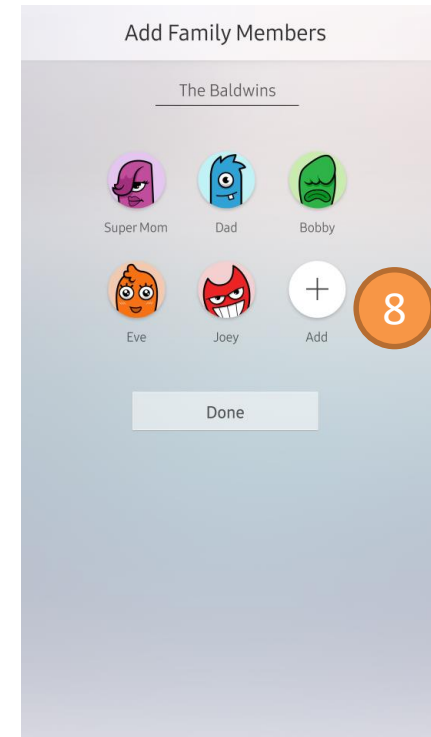 Add Family Members
The Baldwins
Super Mom Dad Bobby
8
Eve Joey Add
Done